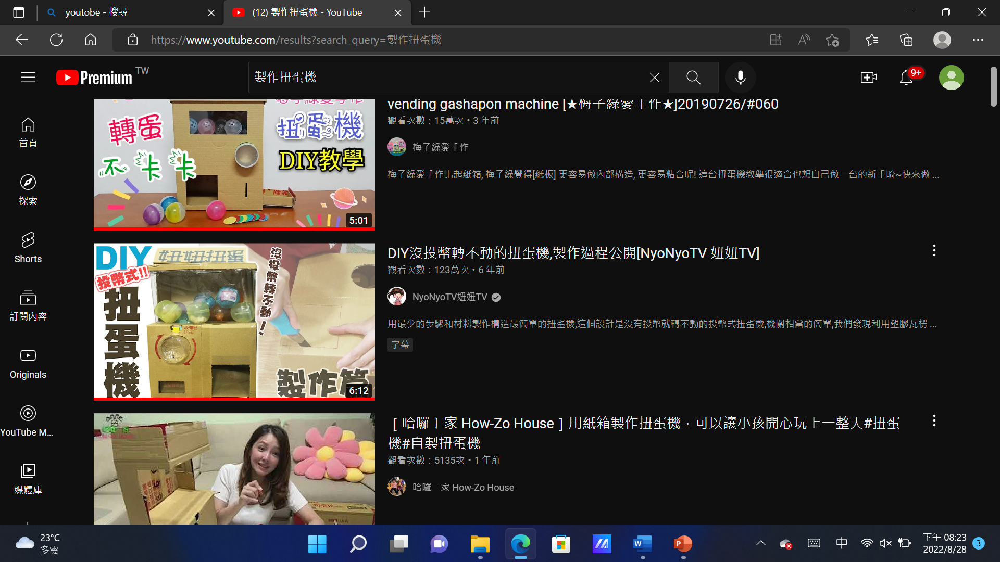 youtobe - 搜尋
(12) 製作扭蛋機 - YouTube
https://www.youtube.com/results?search_query=製作扭蛋機
Premium TW
製作扭蛋機
9+
首頁
探索
Shorts
訂閱內容
Originals
YouTube M...
媒體庫
梅子綠愛手作
轉蛋
不卡卡
扭蛋機
DIY教學
5:01
vending gashapon machine [★梅子綠愛手作★]20190726/#060
觀看次數：15萬次 • 3 年前
梅子綠愛手作
梅子綠愛手作比起紙箱, 梅子綠覺得[紙板] 更容易做內部構造, 更容易粘合呢! 這台扭蛋機教學很適合也想自己做一台的新手唷~快來做 ...
DIY 妞妞扭蛋
投幣式!!
扭蛋機
沒投幣轉不動!
製作篇
6:12
DIY沒投幣轉不動的扭蛋機,製作過程公開[NyoNyoTV 妞妞TV]
觀看次數：123萬次 • 6 年前
NyoNyoTV妞妞TV
用最少的步驟和材料製作構造最簡單的扭蛋機,這個設計是沒有投幣就轉不動的投幣式扭蛋機,機關相當的簡單,我們發現利用塑膠瓦楞 ...
字幕
[ 哈囉ㄧ家 How-Zo House ] 用紙箱製作扭蛋機，可以讓小孩開心玩上一整天#扭蛋
機#自製扭蛋機
觀看次數：5135次 • 1 年前
哈囉一家 How-Zo House
23°C
多雲
中
下午 08:23
2022/8/28
3